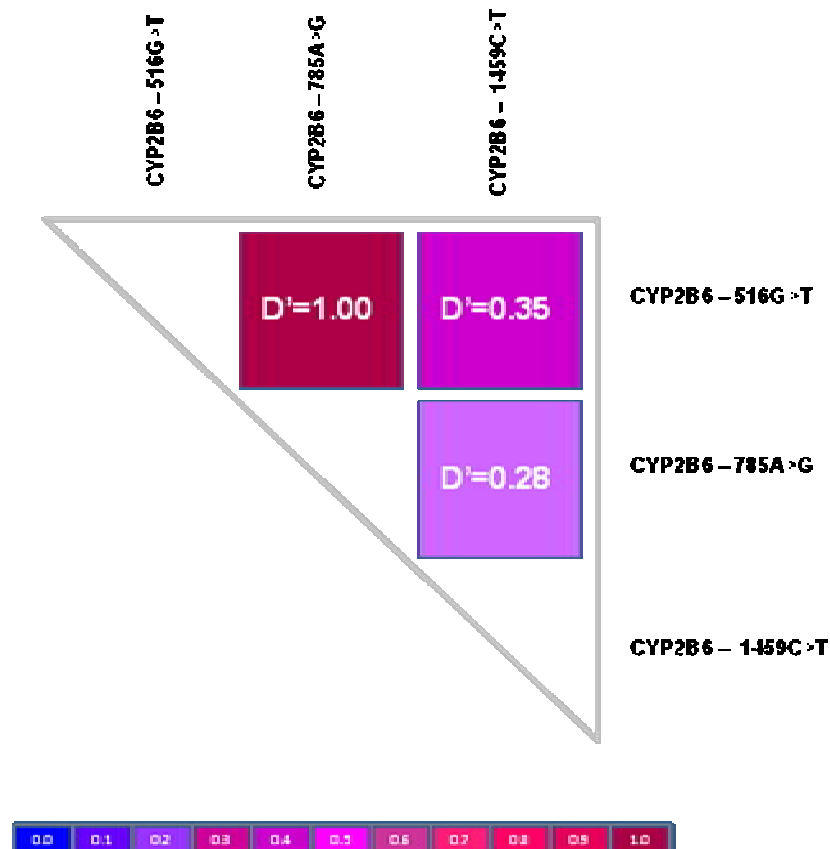 CYP2B6 – 516G>T
CYP2B6 – 785A>G
CYP2B6 – 1459C>T
D'=1.00
D'=0.35
CYP2B6 – 516G>T
D'=0.28
CYP2B6 – 785A>G
CYP2B6 – 1459C>T
0.0 0.1 0.2 0.3 0.4 0.5 0.6 0.7 0.8 0.9 1.0